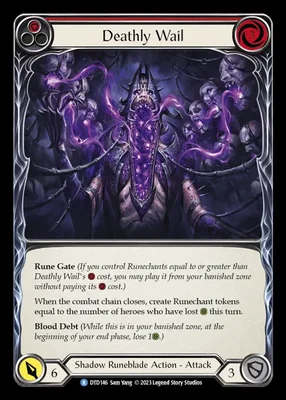 Deathly Wail
Rune Gate (If you control Runechants equal to or greater than
Deathly Wail's cost, you may play it from your banished zone
without paying its cost.)
When the combat chain closes, create Runechant tokens
equal to the number of heroes who have lost this turn.
Blood Debt (While this is in your banished zone, at the
beginning of your end phase, lose 1.)
6
Shadow Runeblade Action - Attack
3
R DTD146 Sam Yang © 2023 Legend Story Studios